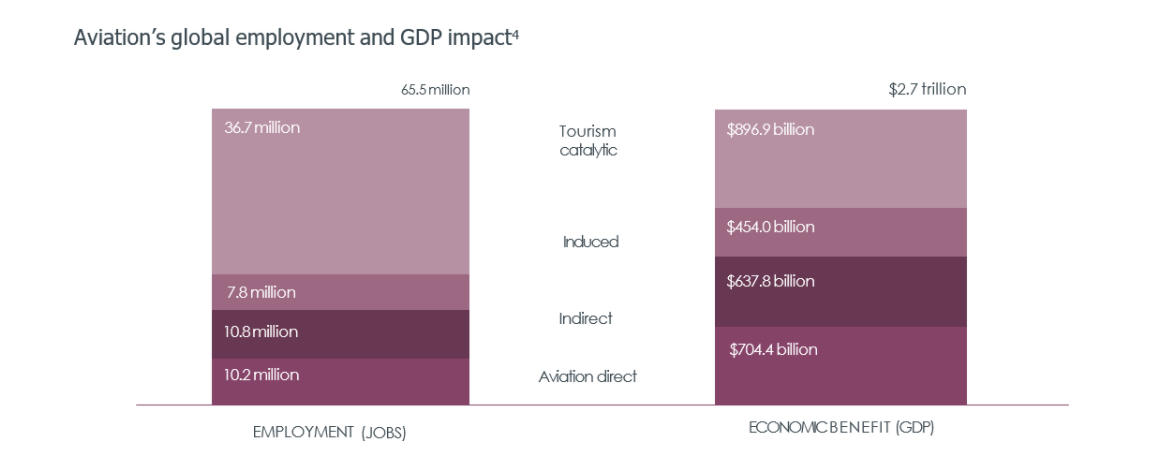 Aviation’s global employment and GDP impact⁴
65.5 million
36.7 million
7.8 million
10.8 million
10.2 million
EMPLOYMENT (JOBS)
Tourism
catalytic
Induced
Indirect
Aviation direct
$2.7 trillion
$896.9 billion
$454.0 billion
$637.8 billion
$704.4 billion
ECONOMIC BENEFIT (GDP)